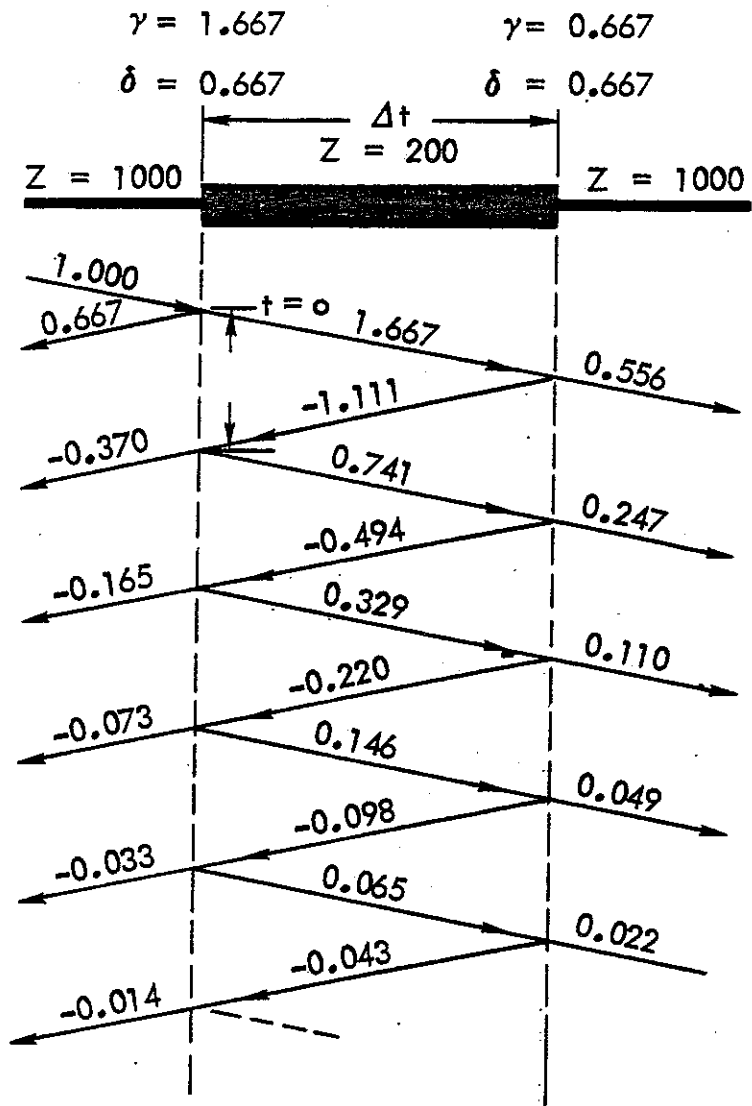 γ = 1.667 γ = 0.667
δ = 0.667 δ = 0.667
Δt
Z = 200
Z = 1000 Z = 1000
1.000
t = o
0.667 1.667
0.556
-1.111
-0.370 0.741
0.247
-0.494
-0.165 0.329
0.110
-0.220
-0.073 0.146
0.049
-0.098
-0.033 0.065
0.022
-0.043
-0.014